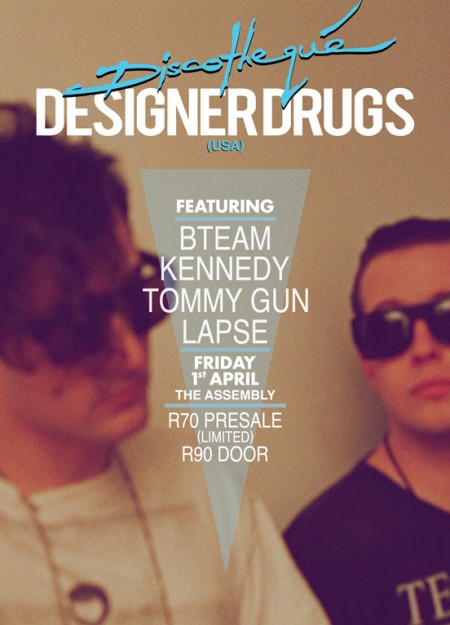 Discothequé
DESIGNER DRUGS
(USA)
FEATURING
BTEAM
KENNEDY
TOMMY GUN
LAPSE
FRIDAY
1st APRIL
THE ASSEMBLY
R70 PRESALE
(LIMITED)
R90 DOOR
TE